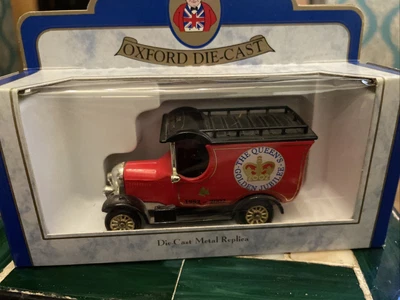 OXFORD DIE-CAST
THE QUEEN'S
GOLDEN JUBILEE
Die-Cast Metal Replica